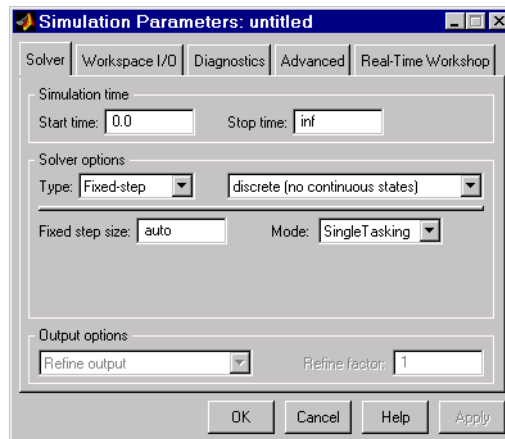 Simulation Parameters: untitled
Solver Workspace I/O Diagnostics Advanced Real-Time Workshop
Simulation time
Start time: 0.0 Stop time: inf
Solver options
Type: Fixed-step discrete (no continuous states)
Fixed step size: auto Mode: SingleTasking
Output options
Refine output Refine factor: 1
OK Cancel Help Apply